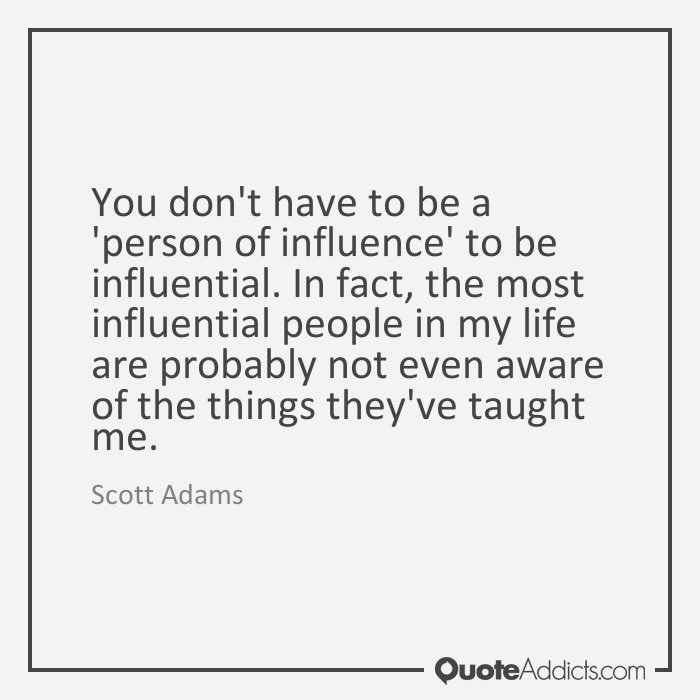 You don't have to be a
'person of influence' to be
influential. In fact, the most
influential people in my life
are probably not even aware
of the things they've taught
me.
Scott Adams
QuoteAddicts.com